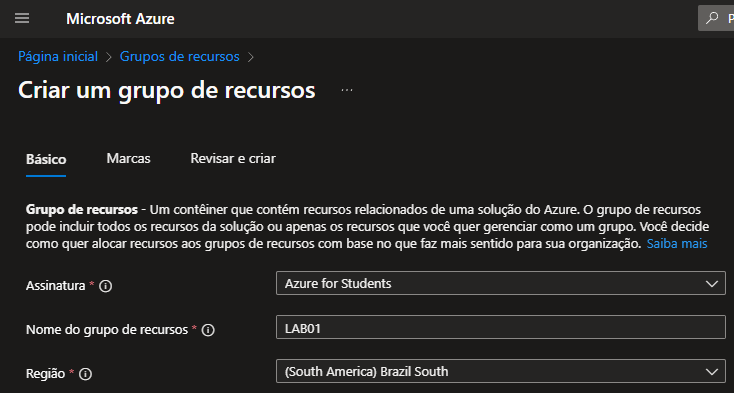 Microsoft Azure
P
Página inicial > Grupos de recursos >
Criar um grupo de recursos ...
Básico Marcas Revisar e criar
Grupo de recursos - Um contêiner que contém recursos relacionados de uma solução do Azure. O grupo de recursos
pode incluir todos os recursos da solução ou apenas os recursos que você quer gerenciar como um grupo. Você decide
como quer alocar recursos aos grupos de recursos com base no que faz mais sentido para sua organização. Saiba mais
Assinatura * Azure for Students
Nome do grupo de recursos * LAB01
Região * (South America) Brazil South